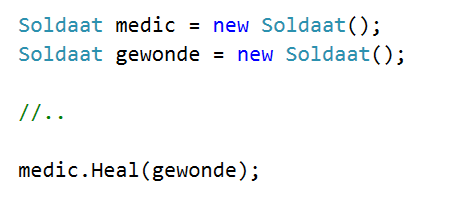 Soldaat medic = new Soldaat();
Soldaat gewonde = new Soldaat();
//..
medic.Heal(gewonde);